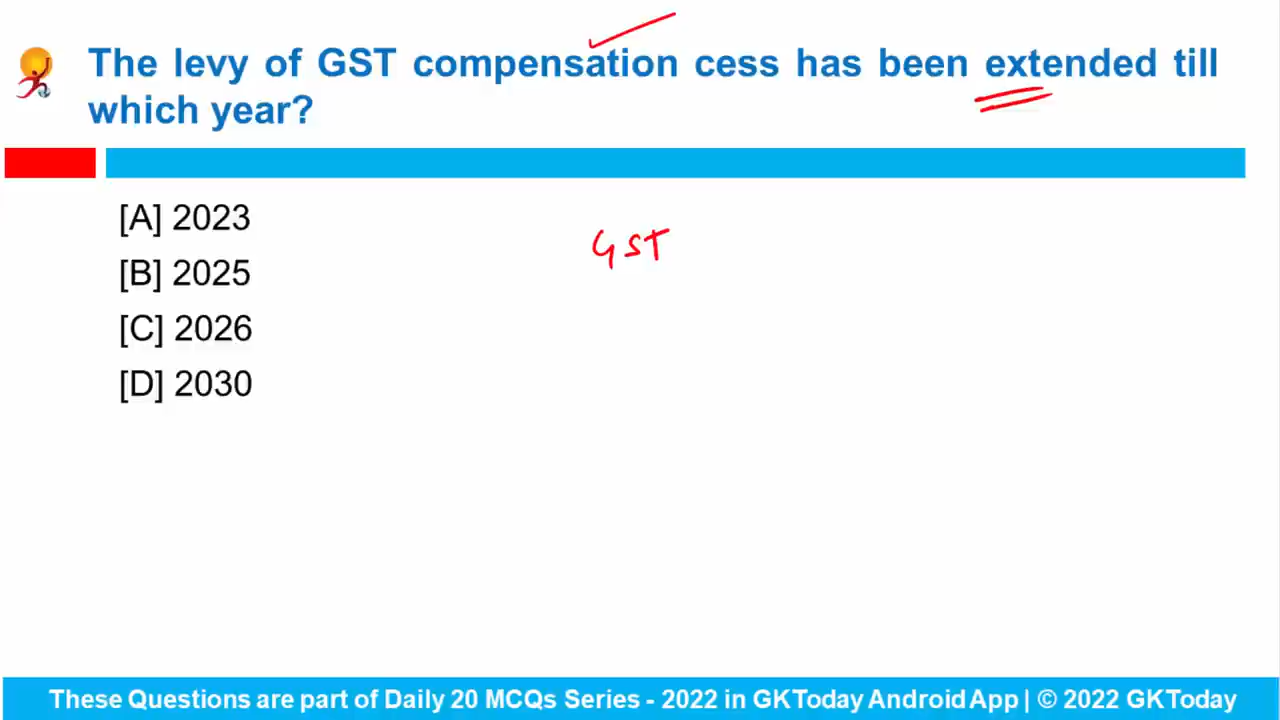 The levy of GST compensation cess has been extended till
which year?
[A] 2023
GST
[B] 2025
[C] 2026
[D] 2030
These Questions are part of Daily 20 MCQs Series - 2022 in GKToday Android App | © 2022 GKToday